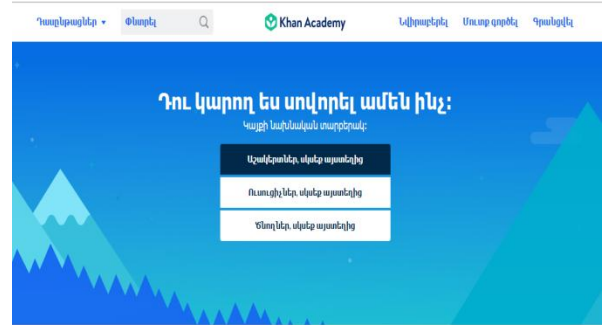 Դասընթացներ
Փնտրել
Khan Academy
Նվիրաբերել
Մուտք գործել
Գրանցվել
Դու կարող ես սովորել ամեն ինչ:
Կայքի նախնական տարբերակ:
Աշակերտներ, սկսեք այստեղից
Ուսուցիչներ, սկսեք այստեղից
Ծնողներ, սկսեք այստեղից